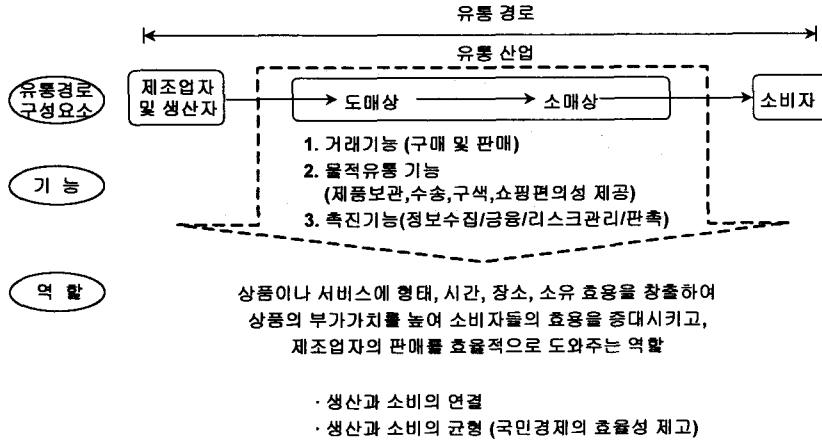 유통 경로
유통 산업
유통경로
구성요소
제조업자
및 생산자
도매상
소매상
소비자
기 능
1. 거래기능 (구매 및 판매)
2. 물적유통 기능
(제품보관,수송,구색,쇼핑편의성 제공)
3. 촉진기능(정보수집/금융/리스크관리/판촉)
역 할
상품이나 서비스에 형태, 시간, 장소, 소유 효용을 창출하여
상품의 부가가치를 높여 소비자들의 효용을 증대시키고,
제조업자의 판매를 효율적으로 도와주는 역할
· 생산과 소비의 연결
· 생산과 소비의 균형 (국민경제의 효율성 제고)